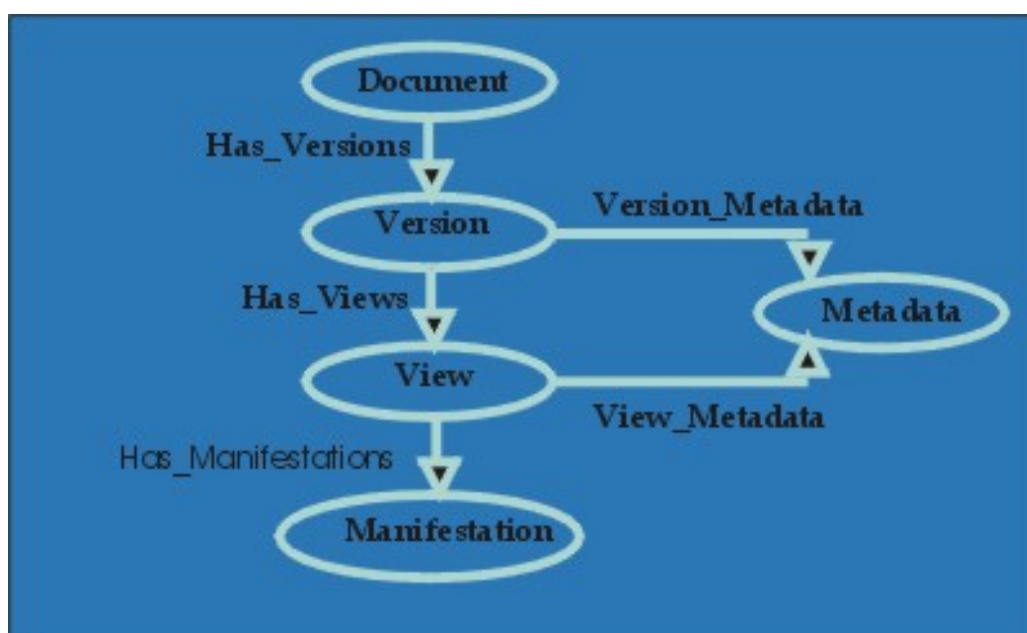 Document
Has_Versions
Version_Metadata
Version
Has_Views
Metadata
View
View_Metadata
Has_Manifestations
Manifestation